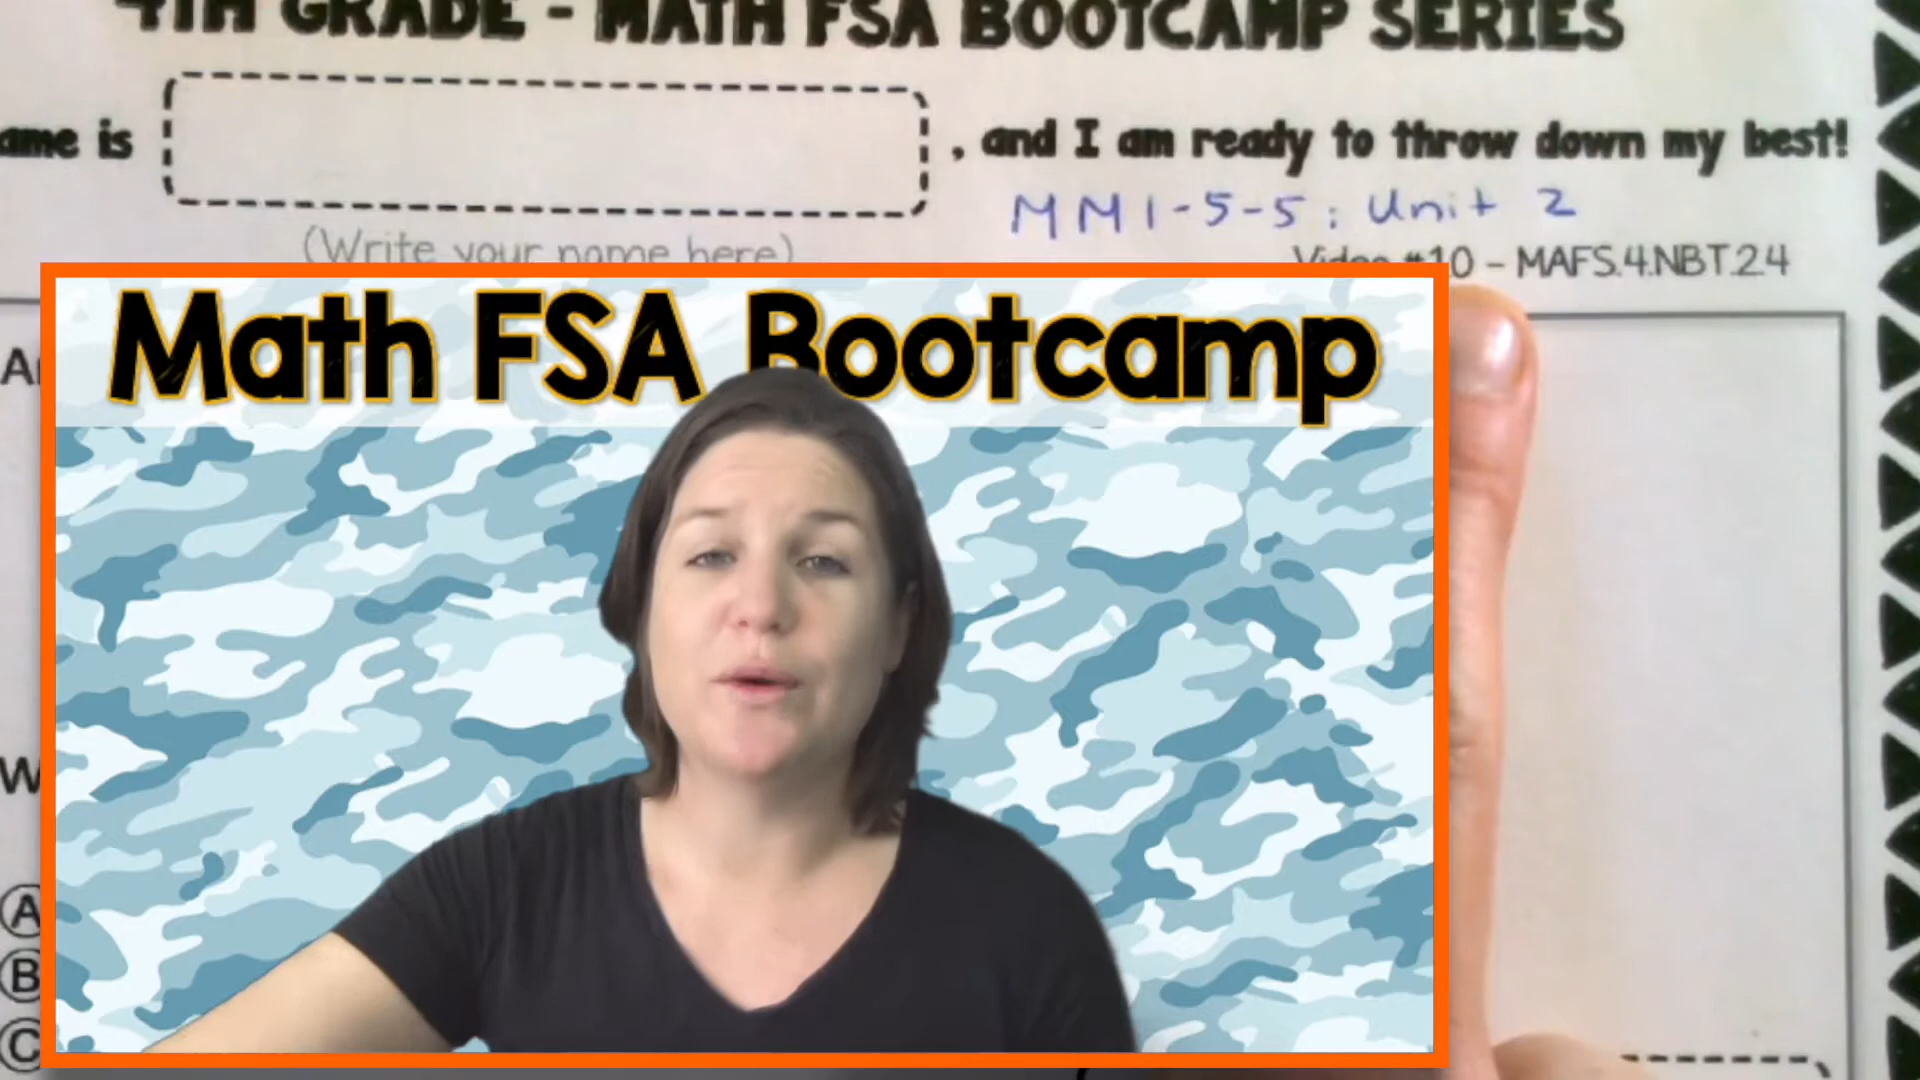 4TH GRADE - MATH FSA BOOTCAMP SERIES
ame is , and I am ready to throw down my best!
MM1-5-5: Unit 2
(Write your name here)
Video #10 - MAFS.4.NBT.2.4
Math FSA Bootcamp
A
W
A
B
C